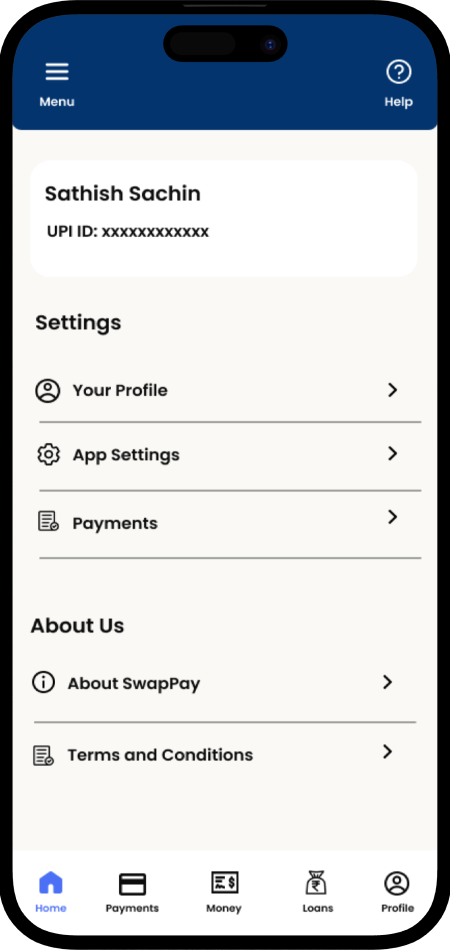 Menu
Help
Sathish Sachin
UPI ID: xxxxxxxxxxxx
Settings
Your Profile
App Settings
Payments
About Us
About SwapPay
Terms and Conditions
Home
Payments
Money
Loans
Profile